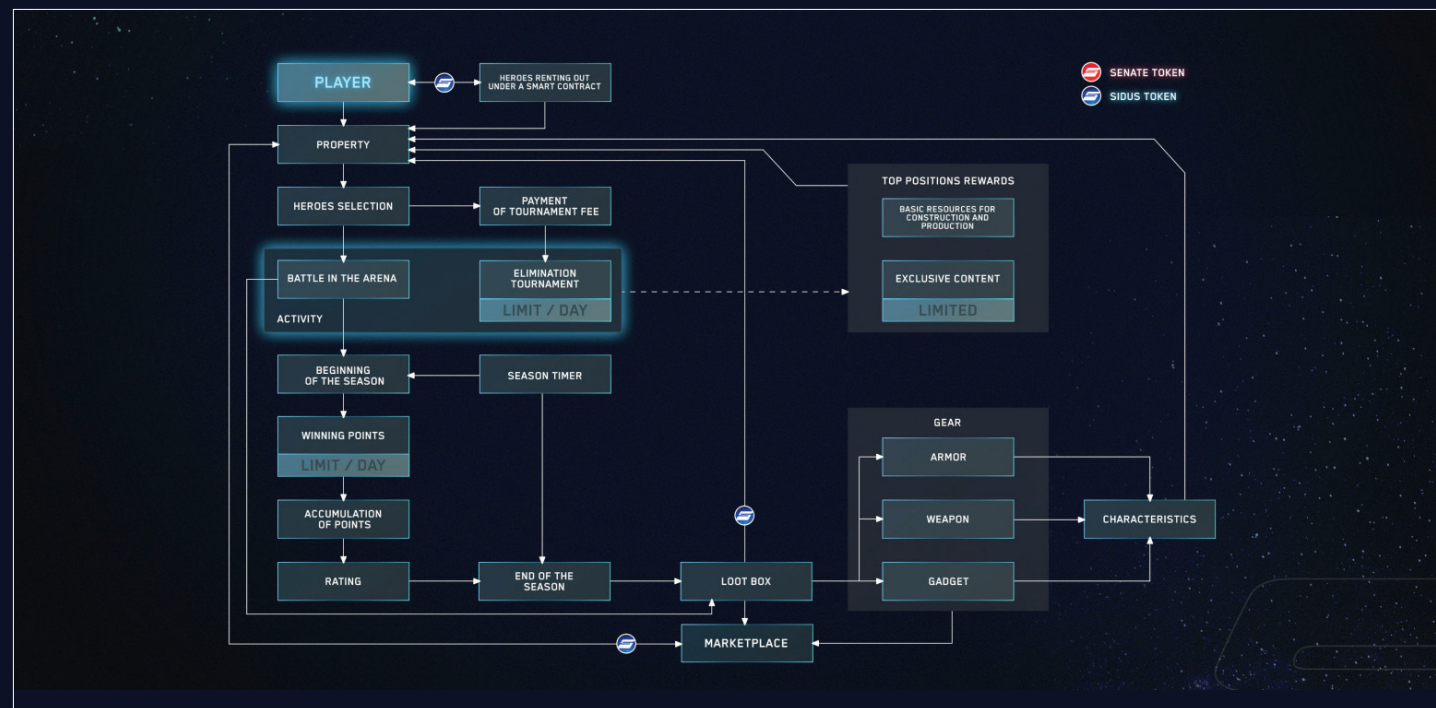 PLAYER
HEROES RENTING OUT
UNDER A SMART CONTRACT
SENATE TOKEN
SIDUS TOKEN
PROPERTY
HEROES SELECTION
PAYMENT
OF TOURNAMENT FEE
TOP POSITIONS REWARDS
BASIC RESOURCES FOR
CONSTRUCTION AND
PRODUCTION
BATTLE IN THE ARENA
ELIMINATION
TOURNAMENT
LIMIT / DAY
ACTIVITY
EXCLUSIVE CONTENT
LIMITED
BEGINNING
OF THE SEASON
SEASON TIMER
WINNING POINTS
LIMIT / DAY
ACCUMULATION
OF POINTS
RATING
END OF THE
SEASON
LOOT BOX
GEAR
ARMOR
WEAPON
GADGET
CHARACTERISTICS
MARKETPLACE